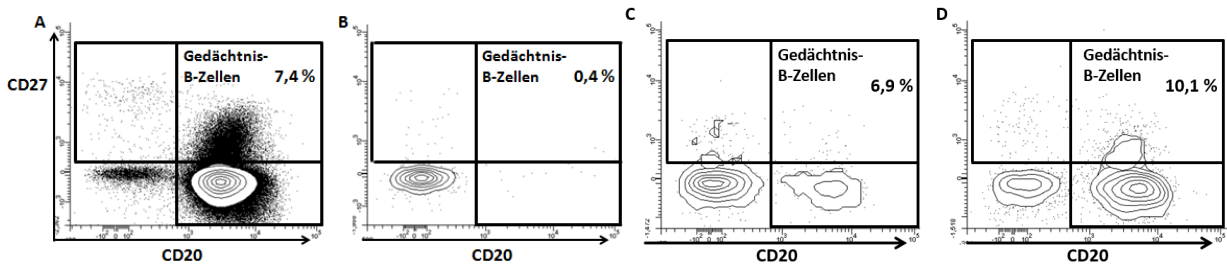 A
B
C
D
CD27
Gedächtnis-
B-Zellen 7,4 %
Gedächtnis-
B-Zellen 0,4 %
Gedächtnis-
B-Zellen
6,9 %
Gedächtnis-
B-Zellen
10,1 %
CD20
CD20
CD20
CD20